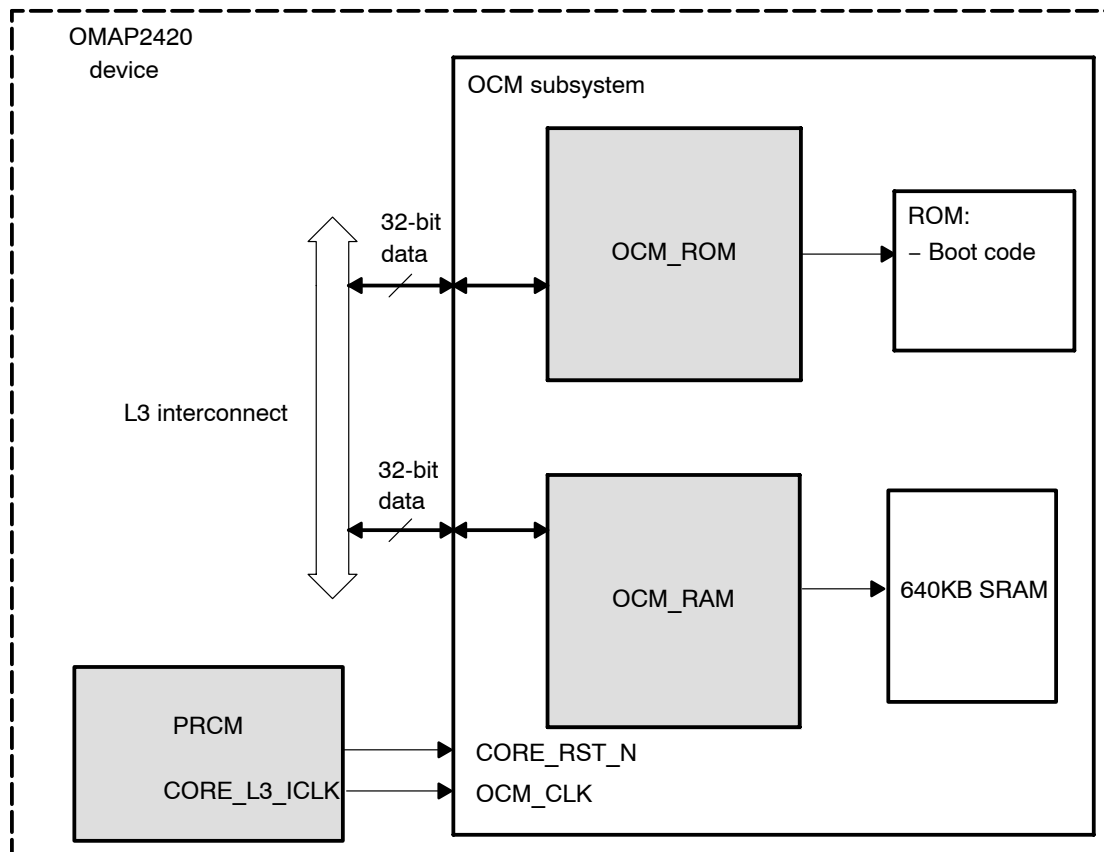 OMAP2420
device
OCM subsystem
32-bit
data
OCM_ROM
ROM:
– Boot code
L3 interconnect
32-bit
data
OCM_RAM
640KB SRAM
PRCM
CORE_RST_N
CORE_L3_ICLK
OCM_CLK